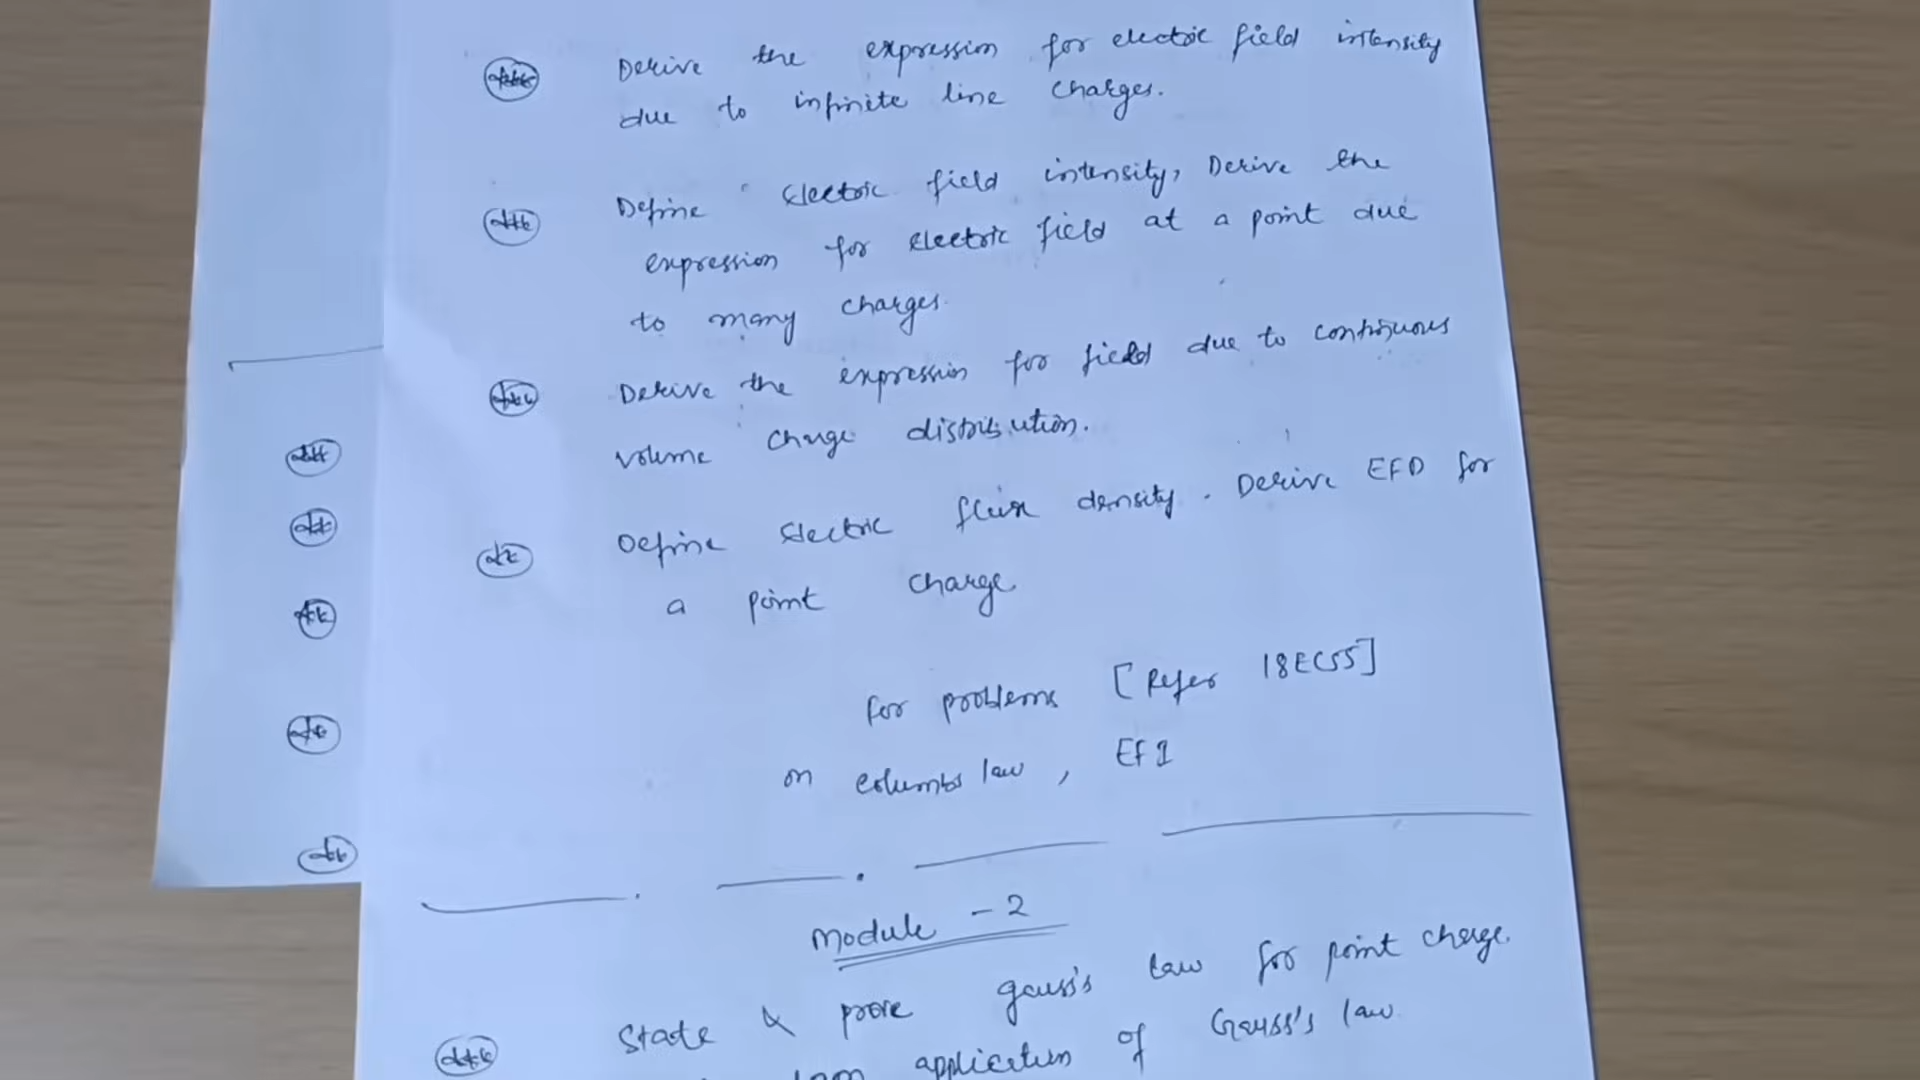 Derive the expression for electric field intensity
due to infinite line charges.
Define Electric field intensity, Derive the
expression for Electric field at a point due
to many charges.
Derive the expression for field due to continuous
volume charge distribution.
Define Electric flux density. Derive EFD for
a point charge
for problems [Refer 18EC55]
on columbs law, EFI
Module - 2
State & prove gauss's law for point charge.
application of Gauss's law.